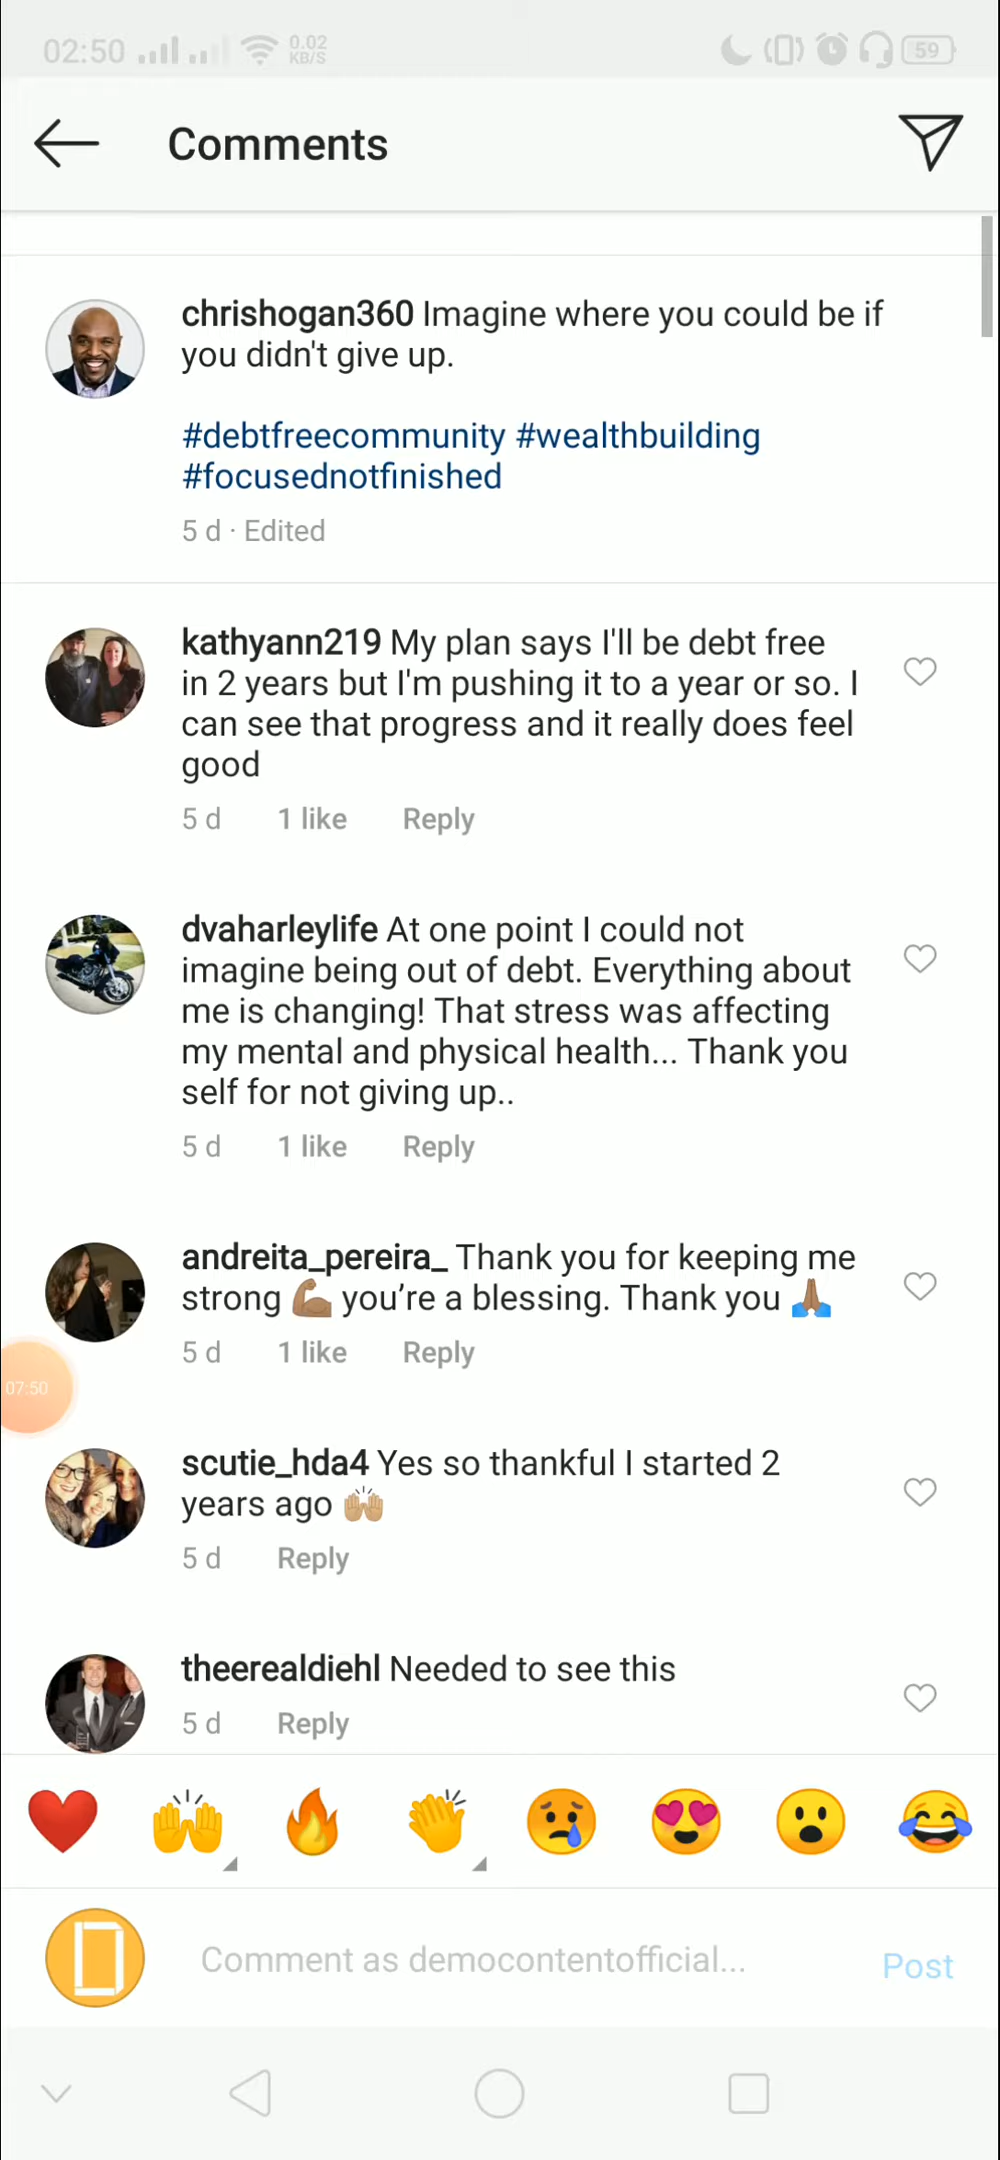 02:50 0.02 KB/S 59
Comments
chrishogan360 Imagine where you could be if
you didn't give up.
#debtfreecommunity #wealthbuilding
#focusednotfinished
5 d · Edited
kathyann219 My plan says I'll be debt free
in 2 years but I'm pushing it to a year or so. I
can see that progress and it really does feel
good
5 d 1 like Reply
dvaharleylife At one point I could not
imagine being out of debt. Everything about
me is changing! That stress was affecting
my mental and physical health... Thank you
self for not giving up..
5 d 1 like Reply
andreita_pereira_ Thank you for keeping me
strong 💪🏽 you’re a blessing. Thank you 🙏🏽
5 d 1 like Reply
07:50
scutie_hda4 Yes so thankful I started 2
years ago 🙌🏼
5 d Reply
theerealdiehl Needed to see this
5 d Reply
❤️ 🙌 🔥 👏 😢 😍 😮 😂
Comment as democontentofficial... Post